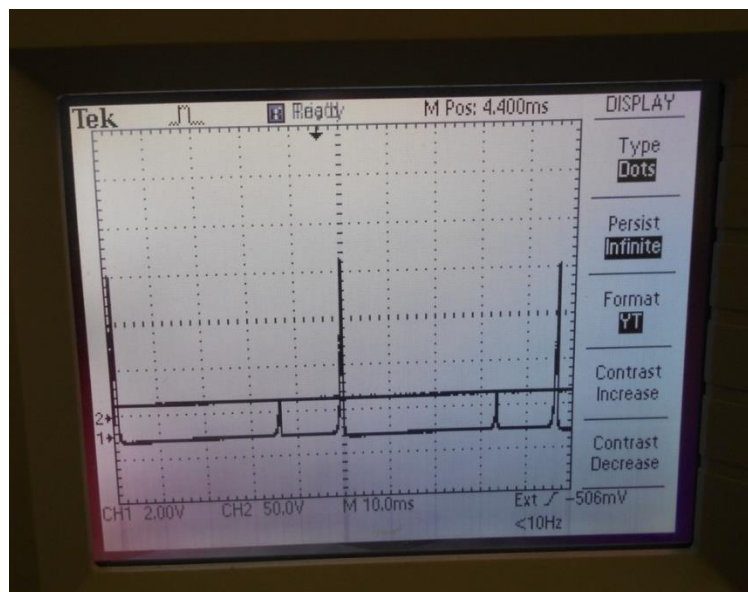 Tek M Pos: 4.400ms DISPLAY
Type
Dots
Persist
Infinite
Format
YT
Contrast
Increase
Contrast
Decrease
2
1
CH1 2.00V CH2 50.0V M 10.0ms Ext -506mV
<10Hz